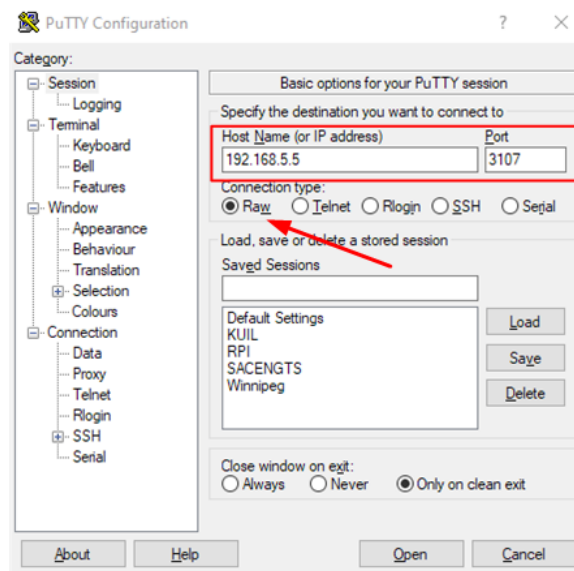 PuTTY Configuration ?
Category:
Session
Logging
Terminal
Keyboard
Bell
Features
Window
Appearance
Behaviour
Translation
Selection
Colours
Connection
Data
Proxy
Telnet
Rlogin
SSH
Serial
Basic options for your PuTTY session
Specify the destination you want to connect to
Host Name (or IP address) Port
192.168.5.5 3107
Connection type:
Raw Telnet Rlogin SSH Serial
Load, save or delete a stored session
Saved Sessions
Default Settings
KUIL
RPI
SACENGTS
Winnipeg
Load
Save
Delete
Close window on exit:
Always Never Only on clean exit
About Help Open Cancel